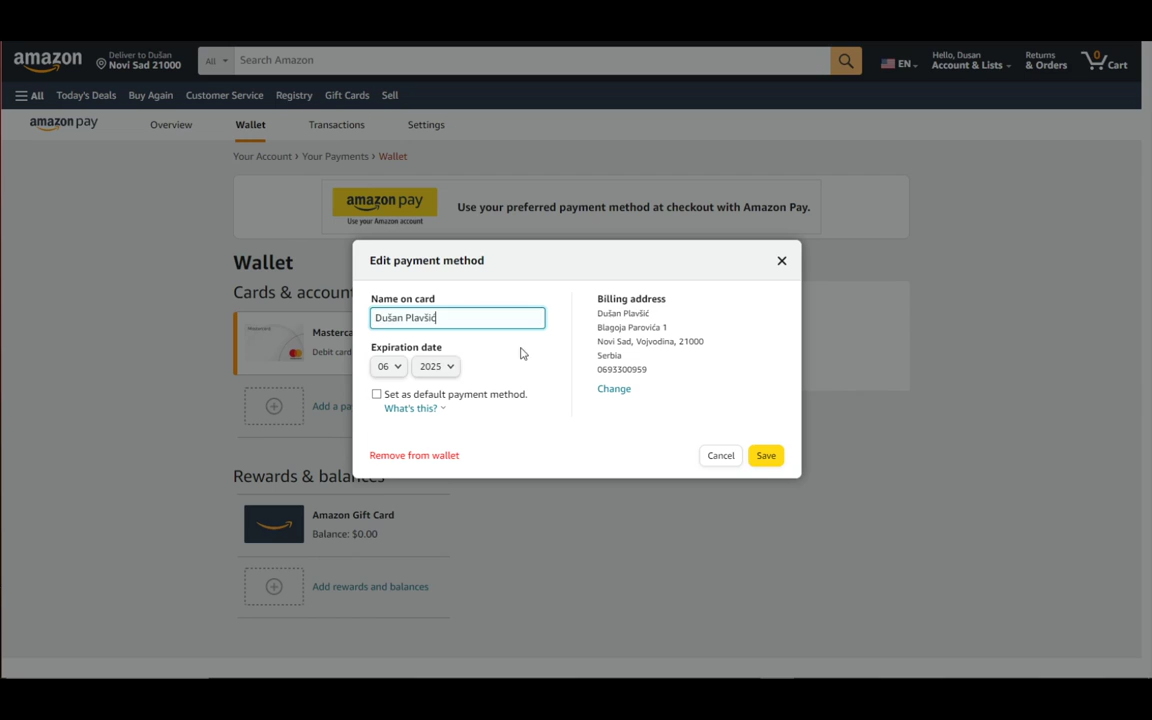 amazon
Deliver to Dušan
Novi Sad 21000
All
Search Amazon
EN
Hello, Dusan
Account & Lists
Returns
& Orders
0
Cart
All
Today's Deals
Buy Again
Customer Service
Registry
Gift Cards
Sell
amazon pay
Overview
Wallet
Transactions
Settings
Your Account › Your Payments › Wallet
amazon pay
Use your Amazon account
Use your preferred payment method at checkout with Amazon Pay.
Wallet
Cards & account
Masterca
Debit card
Add a pa
Edit payment method
Name on card
Dušan Plavšić
Expiration date
06
2025
Set as default payment method.
What's this?
Billing address
Dušan Plavšić
Blagoja Parovića 1
Novi Sad, Vojvodina, 21000
Serbia
0693300959
Change
Remove from wallet
Cancel
Save
Rewards & balances
Amazon Gift Card
Balance: $0.00
Add rewards and balances